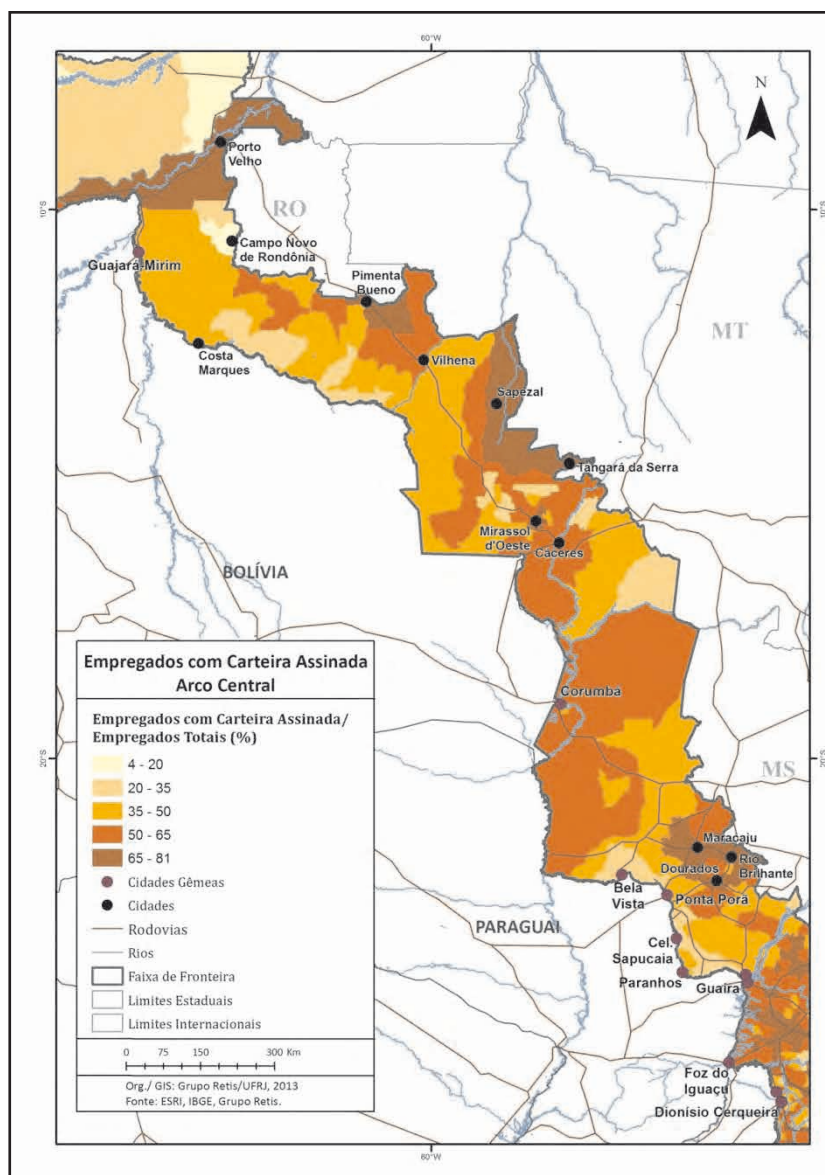 60°W
N
Porto
Velho
10°S
10°S
RO
Campo Novo
de Rondônia
Guajará-Mirim
Pimenta
Bueno
MT
Costa
Marques
Vilhena
Sapezal
Tangará da Serra
Mirassol
d'Oeste
Cáceres
BOLÍVIA
Corumbá
20°S
20°S
MS
Maracaju
Rio
Brilhante
Dourados
Bela
Vista
Ponta Porã
PARAGUAI
Cel.
Sapucaia
Paranhos
Guaíra
Foz do
Iguaçu
Dionísio Cerqueira
60°W
Empregados com Carteira Assinada
Arco Central
Empregados com Carteira Assinada/
Empregados Totais (%)
4 - 20
20 - 35
35 - 50
50 - 65
65 - 81
Cidades Gêmeas
Cidades
Rodovias
Rios
Faixa de Fronteira
Limites Estaduais
Limites Internacionais
0 75 150 300 Km
Org./ GIS: Grupo Retis/UFRJ, 2013
Fonte: ESRI, IBGE, Grupo Retis.